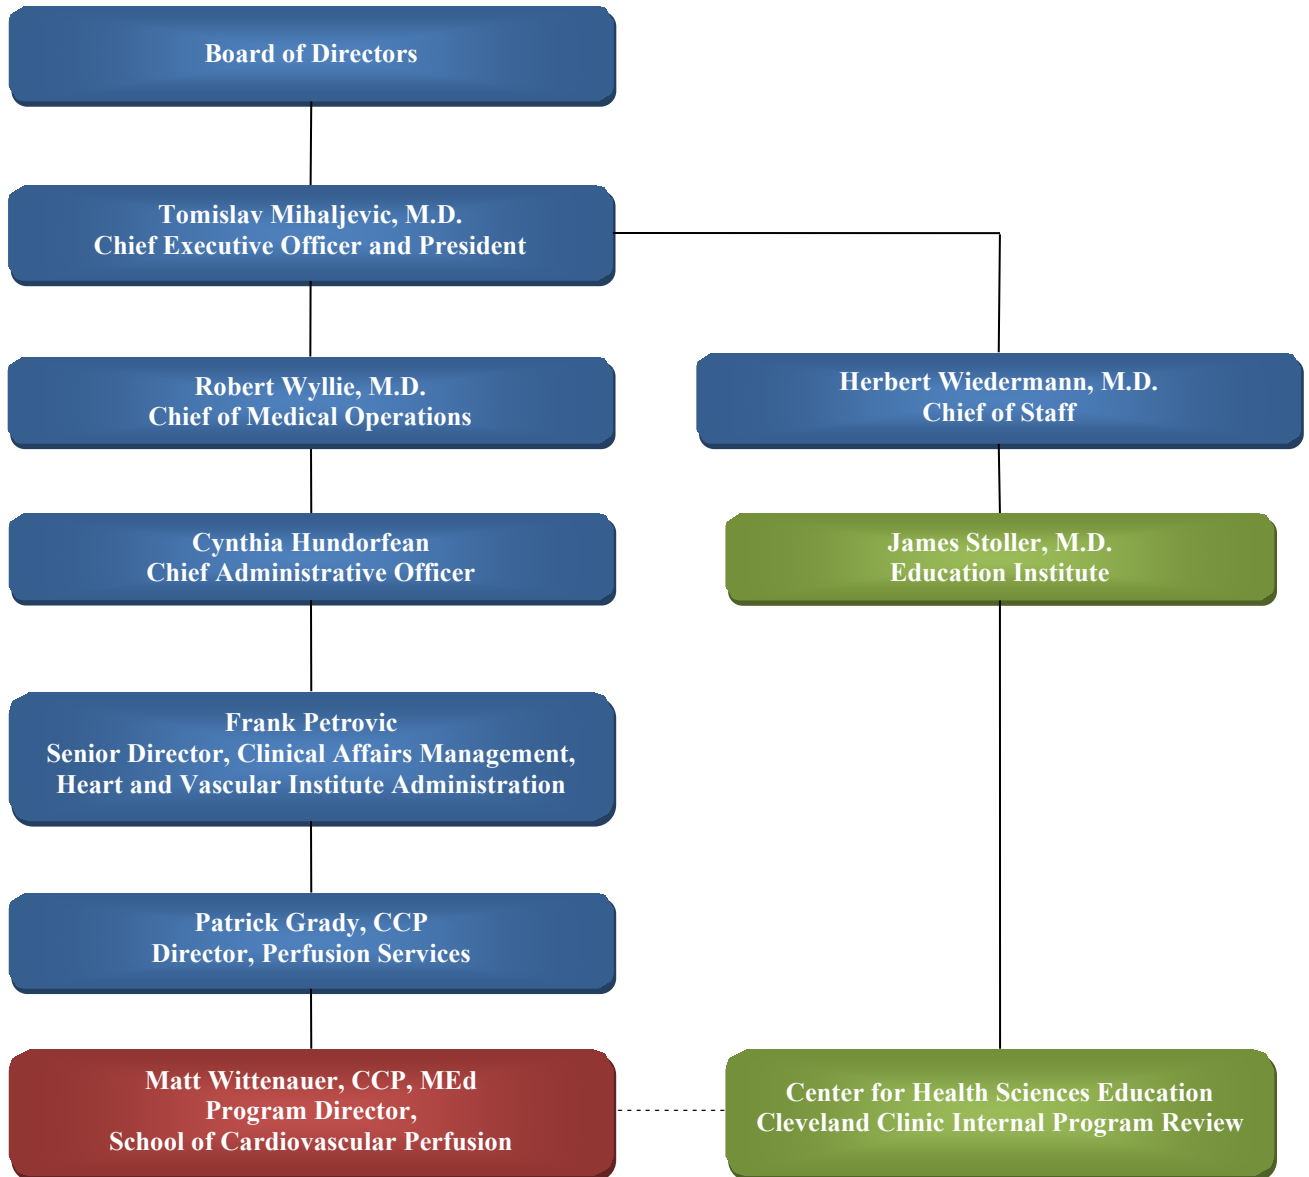 Board of Directors
Tomislav Mihaljevic, M.D.
Chief Executive Officer and President
Robert Wyllie, M.D.
Chief of Medical Operations
Herbert Wiedermann, M.D.
Chief of Staff
Cynthia Hundorfean
Chief Administrative Officer
James Stoller, M.D.
Education Institute
Frank Petrovic
Senior Director, Clinical Affairs Management,
Heart and Vascular Institute Administration
Patrick Grady, CCP
Director, Perfusion Services
Matt Wittenauer, CCP, MEd
Program Director,
School of Cardiovascular Perfusion
Center for Health Sciences Education
Cleveland Clinic Internal Program Review